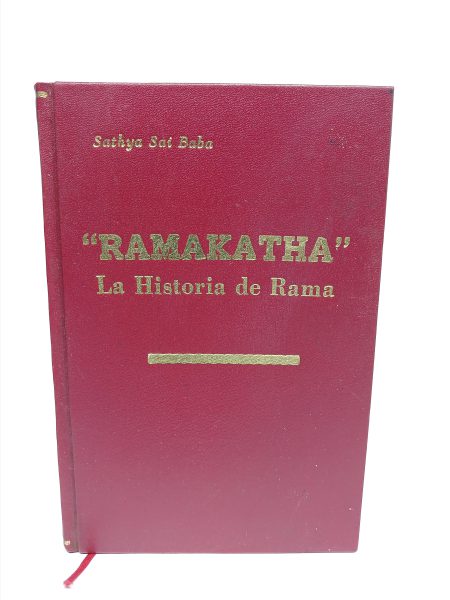 Sathya Sai Baba
"RAMAKATHA"
La Historia de Rama